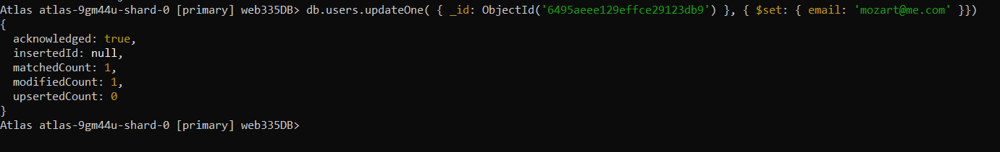 Atlas atlas-9gm44u-shard-0 [primary] web335DB> db.users.updateOne( { _id: ObjectId('6495aeee129effce29123db9') }, { $set: { email: 'mozart@me.com' }})
{
  acknowledged: true,
  insertedId: null,
  matchedCount: 1,
  modifiedCount: 1,
  upsertedCount: 0
}
Atlas atlas-9gm44u-shard-0 [primary] web335DB>